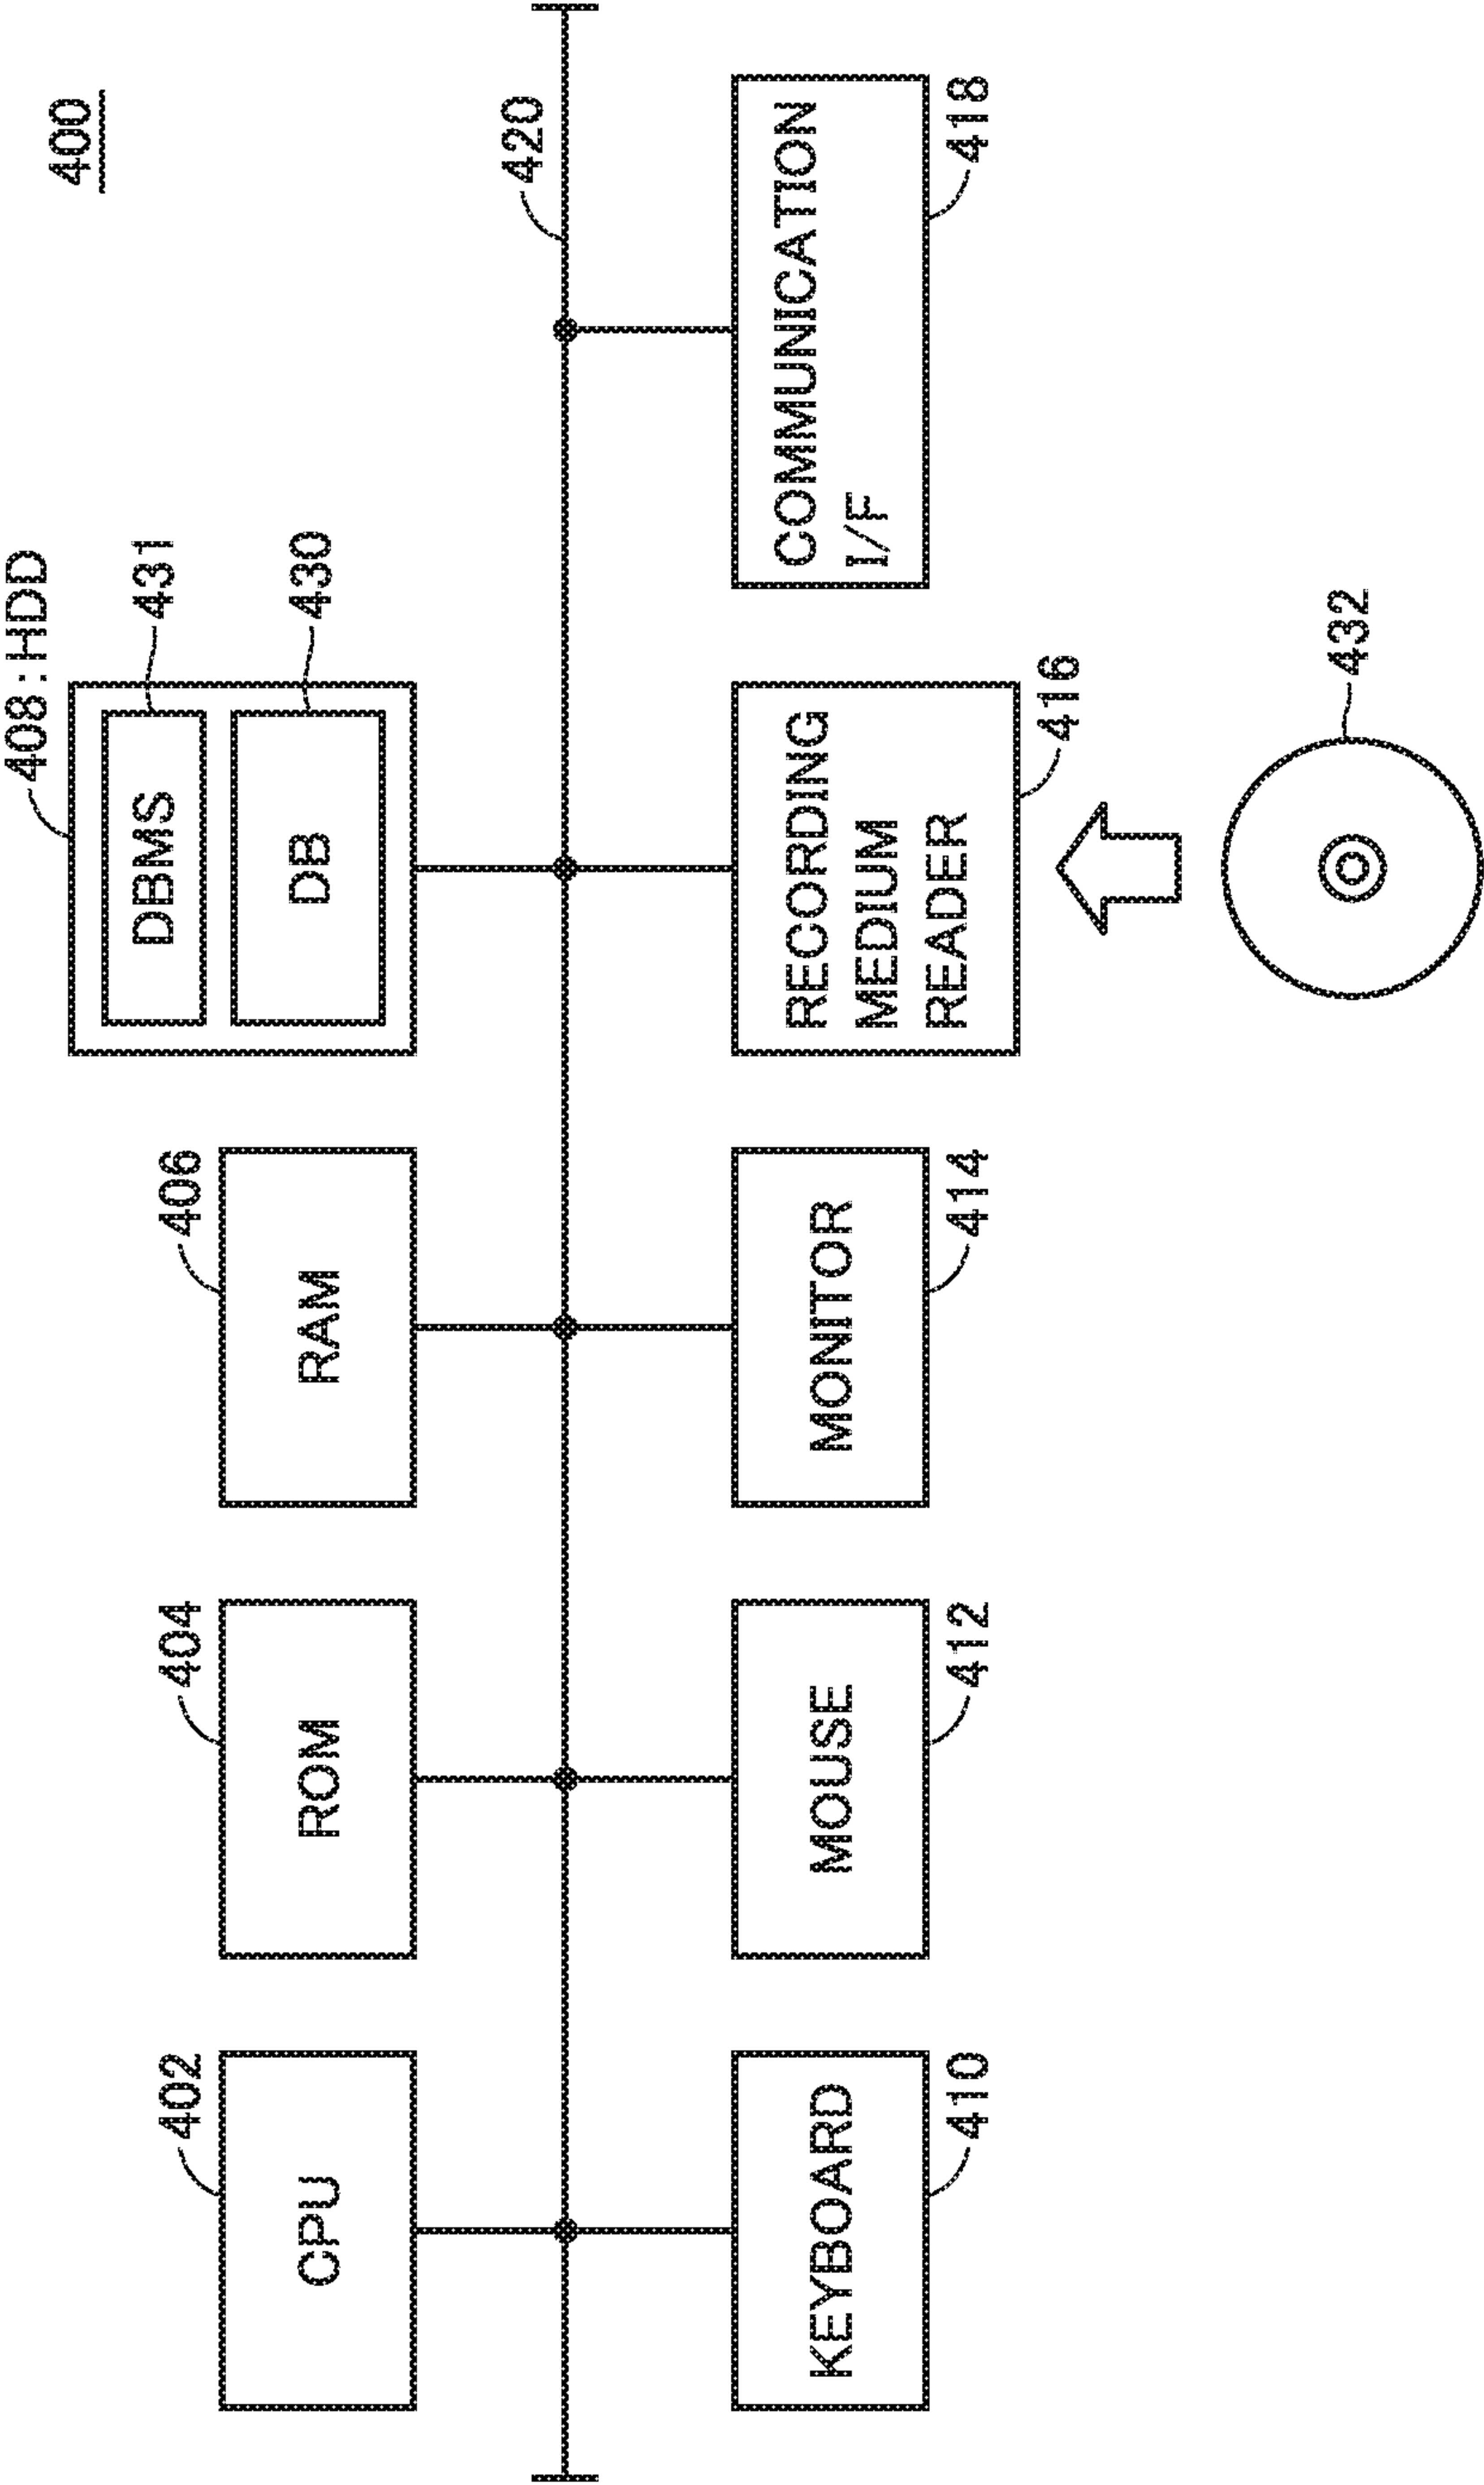 400
408:HDD
431
DBMS
430
DB
402
CPU
404
ROM
406
RAM
420
KEYBOARD
410
MOUSE
412
MONITOR
414
RECORDING
MEDIUM
READER
416
COMMUNICATION
I/F
418
432